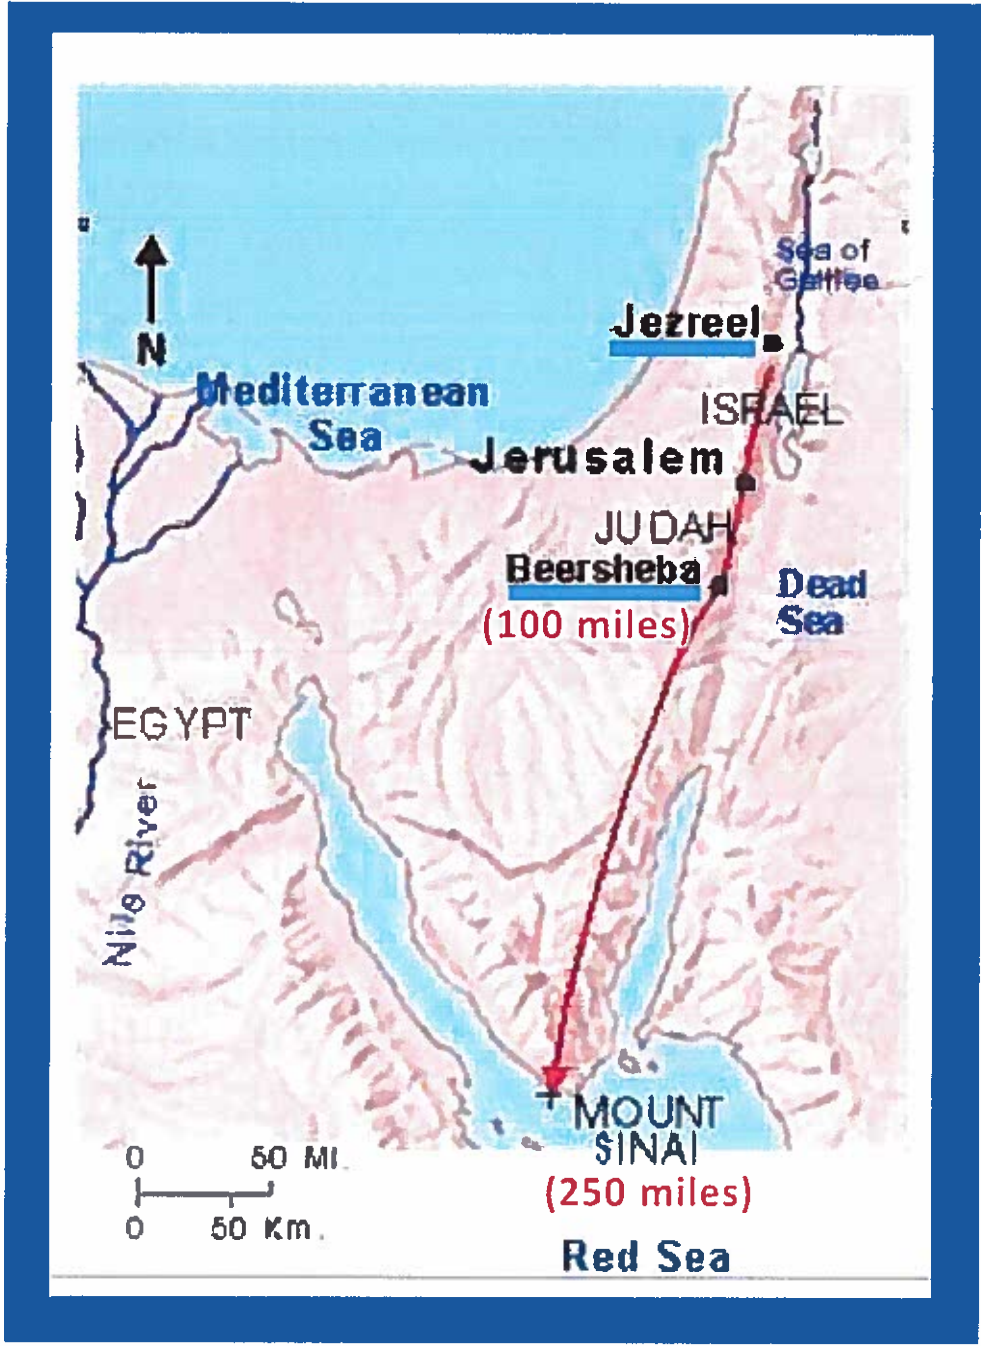 Sea of
Galilee
Jezreel
N
Mediterranean
Sea
ISRAEL
Jerusalem
JUDAH
Beersheba
(100 miles)
Dead
Sea
EGYPT
Nile River
MOUNT
SINAI
(250 miles)
0 50 MI.
0 50 Km.
Red Sea